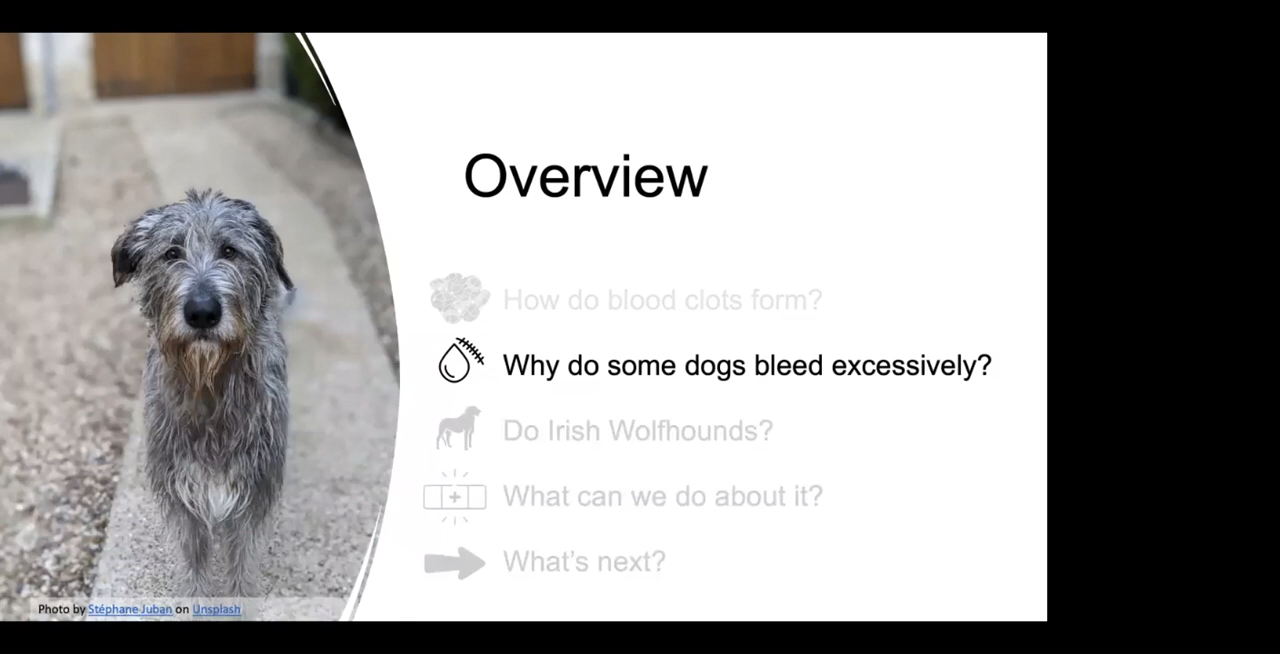 Overview
How do blood clots form?
Why do some dogs bleed excessively?
Do Irish Wolfhounds?
What can we do about it?
What's next?
Photo by Stéphane Juban on Unsplash